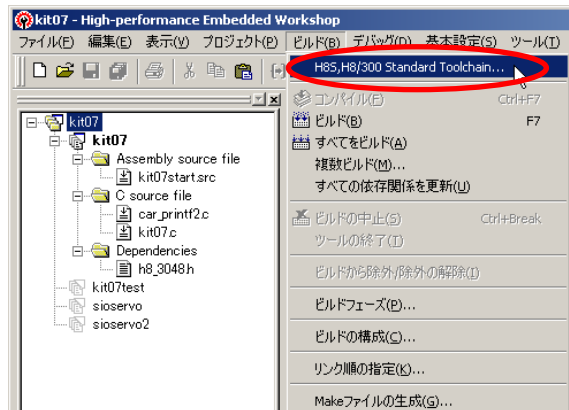 kit07 - High-performance Embedded Workshop
ファイル(F) 編集(E) 表示(V) プロジェクト(P) ビルド(B) デバッグ(D) 基本設定(S) ツール(T)
H8S,H8/300 Standard Toolchain...
コンパイル(F) Ctrl+F7
ビルド(B) F7
すべてをビルド(A)
複数ビルド(M)...
すべての依存関係を更新(U)
ビルドの中止(S) Ctrl+Break
ツールの終了(T)
ビルドから除外/除外の解除(I)
ビルドフェーズ(P)...
ビルドの構成(C)...
リンク順の指定(K)...
Makeファイルの生成(G)...
kit07
kit07
Assembly source file
kit07start.src
C source file
car_printf2.c
kit07.c
Dependencies
h8_3048.h
kit07test
sioservo
sioservo2